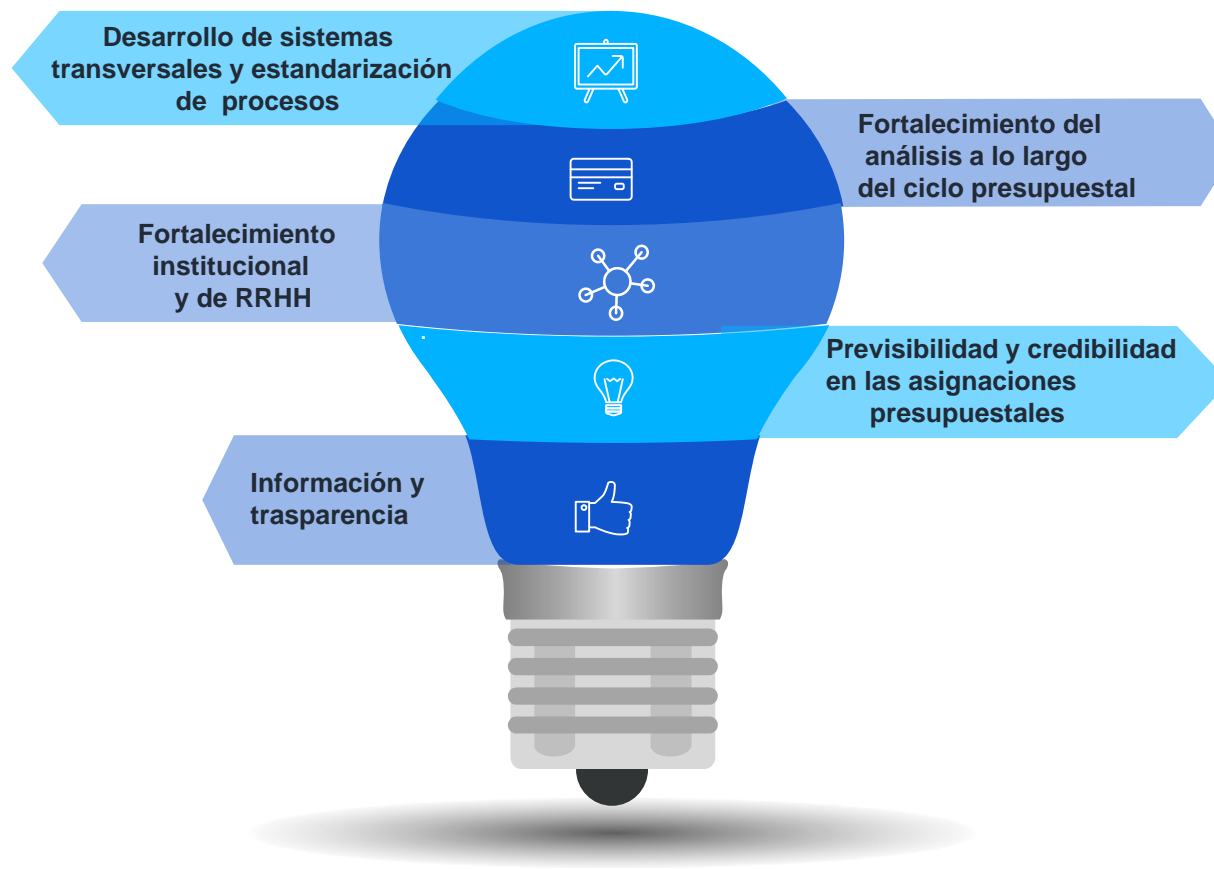 Desarrollo de sistemas
transversales y estandarización
de procesos
Fortalecimiento del
análisis a lo largo
del ciclo presupuestal
Fortalecimiento
institucional
y de RRHH
Previsibilidad y credibilidad
en las asignaciones
presupuestales
Información y
trasparencia